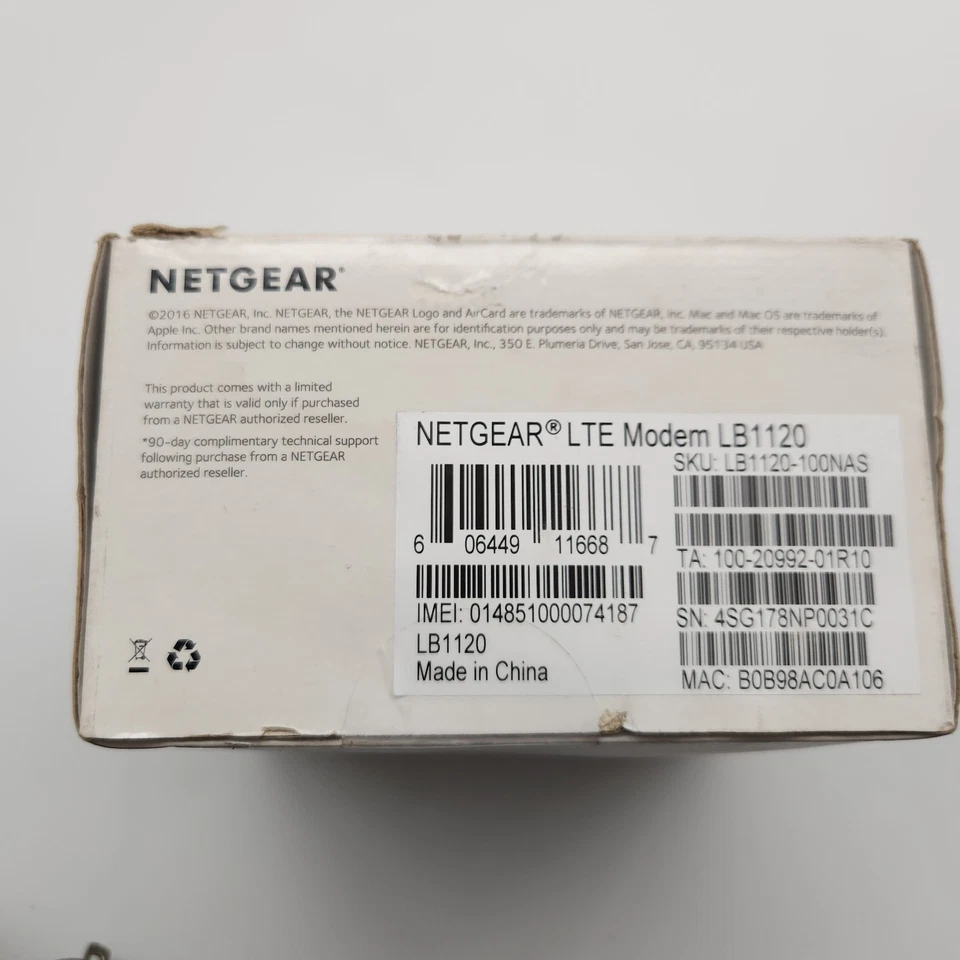 NETGEAR®
©2016 NETGEAR, Inc. NETGEAR, the NETGEAR Logo and AirCard are trademarks of NETGEAR, Inc. Mac and Mac OS are trademarks of
Apple Inc. Other brand names mentioned herein are for identification purposes only and may be trademarks of their respective holder(s).
Information is subject to change without notice. NETGEAR, Inc., 350 E. Plumeria Drive, San Jose, CA, 95134 USA
This product comes with a limited
warranty that is valid only if purchased
from a NETGEAR authorized reseller.
*90-day complimentary technical support
following purchase from a NETGEAR
authorized reseller.
NETGEAR® LTE Modem LB1120
SKU: LB1120-100NAS
6 06449 11668 7
TA: 100-20992-01R10
IMEI: 014851000074187
SN: 4SG178NP0031C
LB1120
Made in China
MAC: B0B98AC0A106